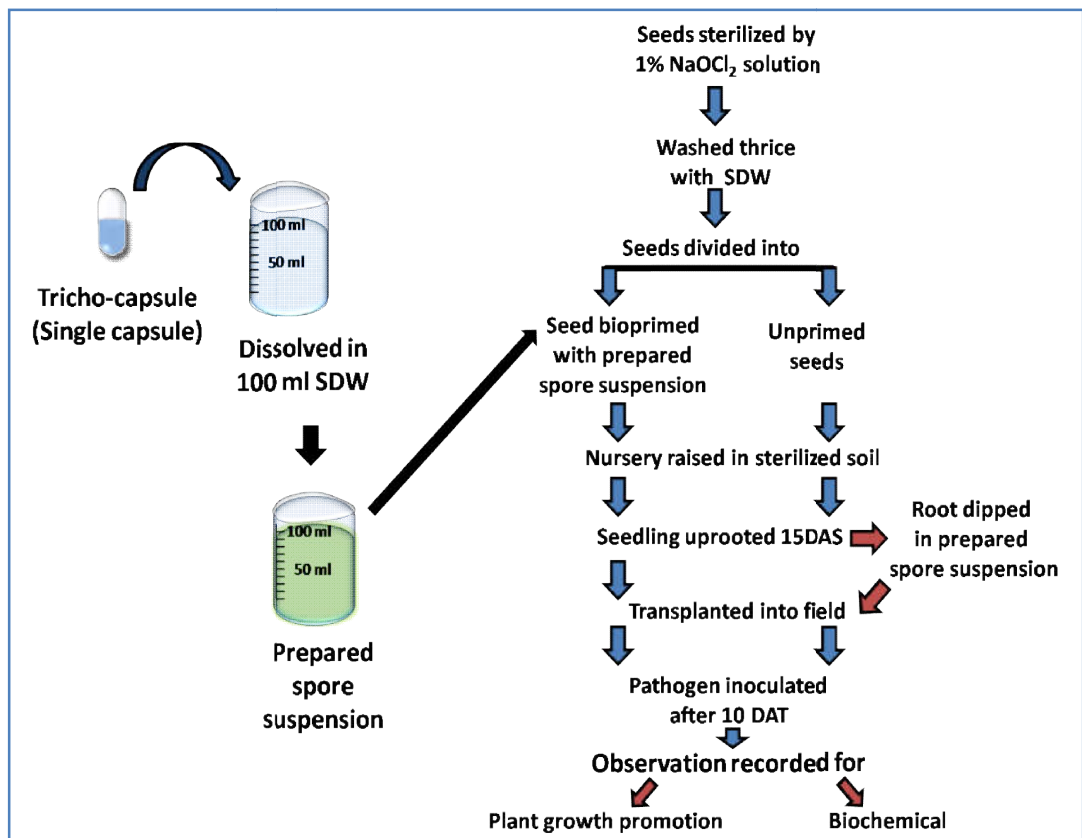 Tricho-capsule
(Single capsule)
100 ml
50 ml
Dissolved in
100 ml SDW
100 ml
50 ml
Prepared
spore
suspension
Seeds sterilized by
1% NaOCl₂ solution
Washed thrice
with SDW
Seeds divided into
Seed bioprimed
with prepared
spore suspension
Unprimed
seeds
Nursery raised in sterilized soil
Seedling uprooted 15DAS
Root dipped
in prepared
spore suspension
Transplanted into field
Pathogen inoculated
after 10 DAT
Observation recorded for
Plant growth promotion
Biochemical